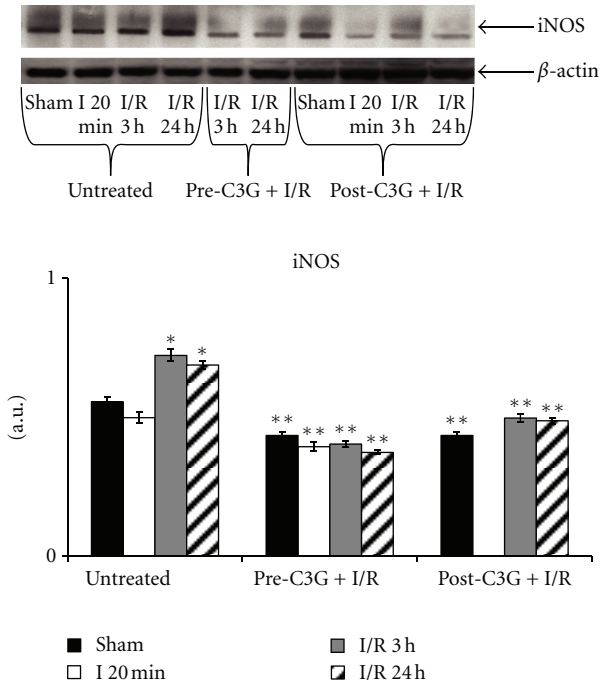 iNOS
β-actin
Sham I 20 I/R I/R I/R I/R Sham I 20 I/R I/R
min 3 h 24 h 3 h 24 h min 3 h 24 h
Untreated Pre-C3G + I/R Post-C3G + I/R
iNOS
1
* *
** ** ** **
** ** **
(a.u.)
0
Untreated Pre-C3G + I/R Post-C3G + I/R
Sham I/R 3 h
I 20 min I/R 24 h